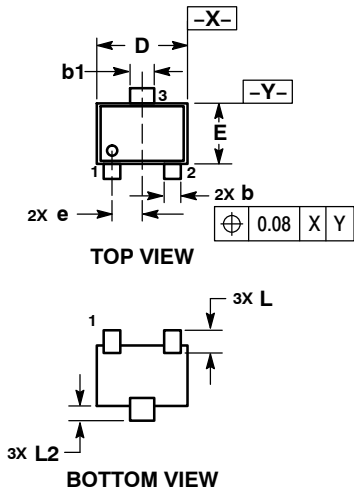 –X–
D
b1
3
–Y–
E
1
2
2X e
2X b
⌖ 0.08 X Y
TOP VIEW
1
3X L
3X L2
BOTTOM VIEW